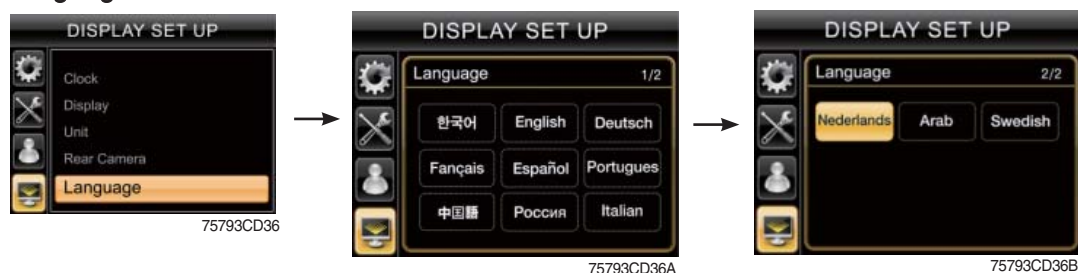 DISPLAY SET UP
Clock
Display
Unit
Rear Camera
Language
75793CD36
DISPLAY SET UP
Language 1/2
한국어 English Deutsch
Fançais Español Portugues
中国語 Россия Italian
75793CD36A
DISPLAY SET UP
Language 2/2
Nederlands Arab Swedish
75793CD36B